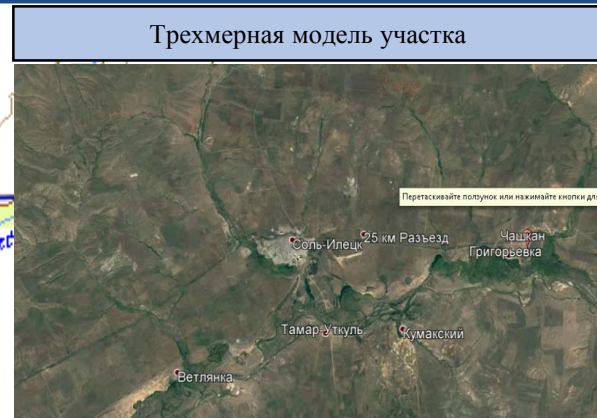 Трехмерная модель участка
Перетаскивайте ползунок или нажимайте кнопки дл
Соль-Илецк
25 км Разъезд
Чашкан
Григорьевка
Тамар Уткуль
Кумакский
Ветлянка